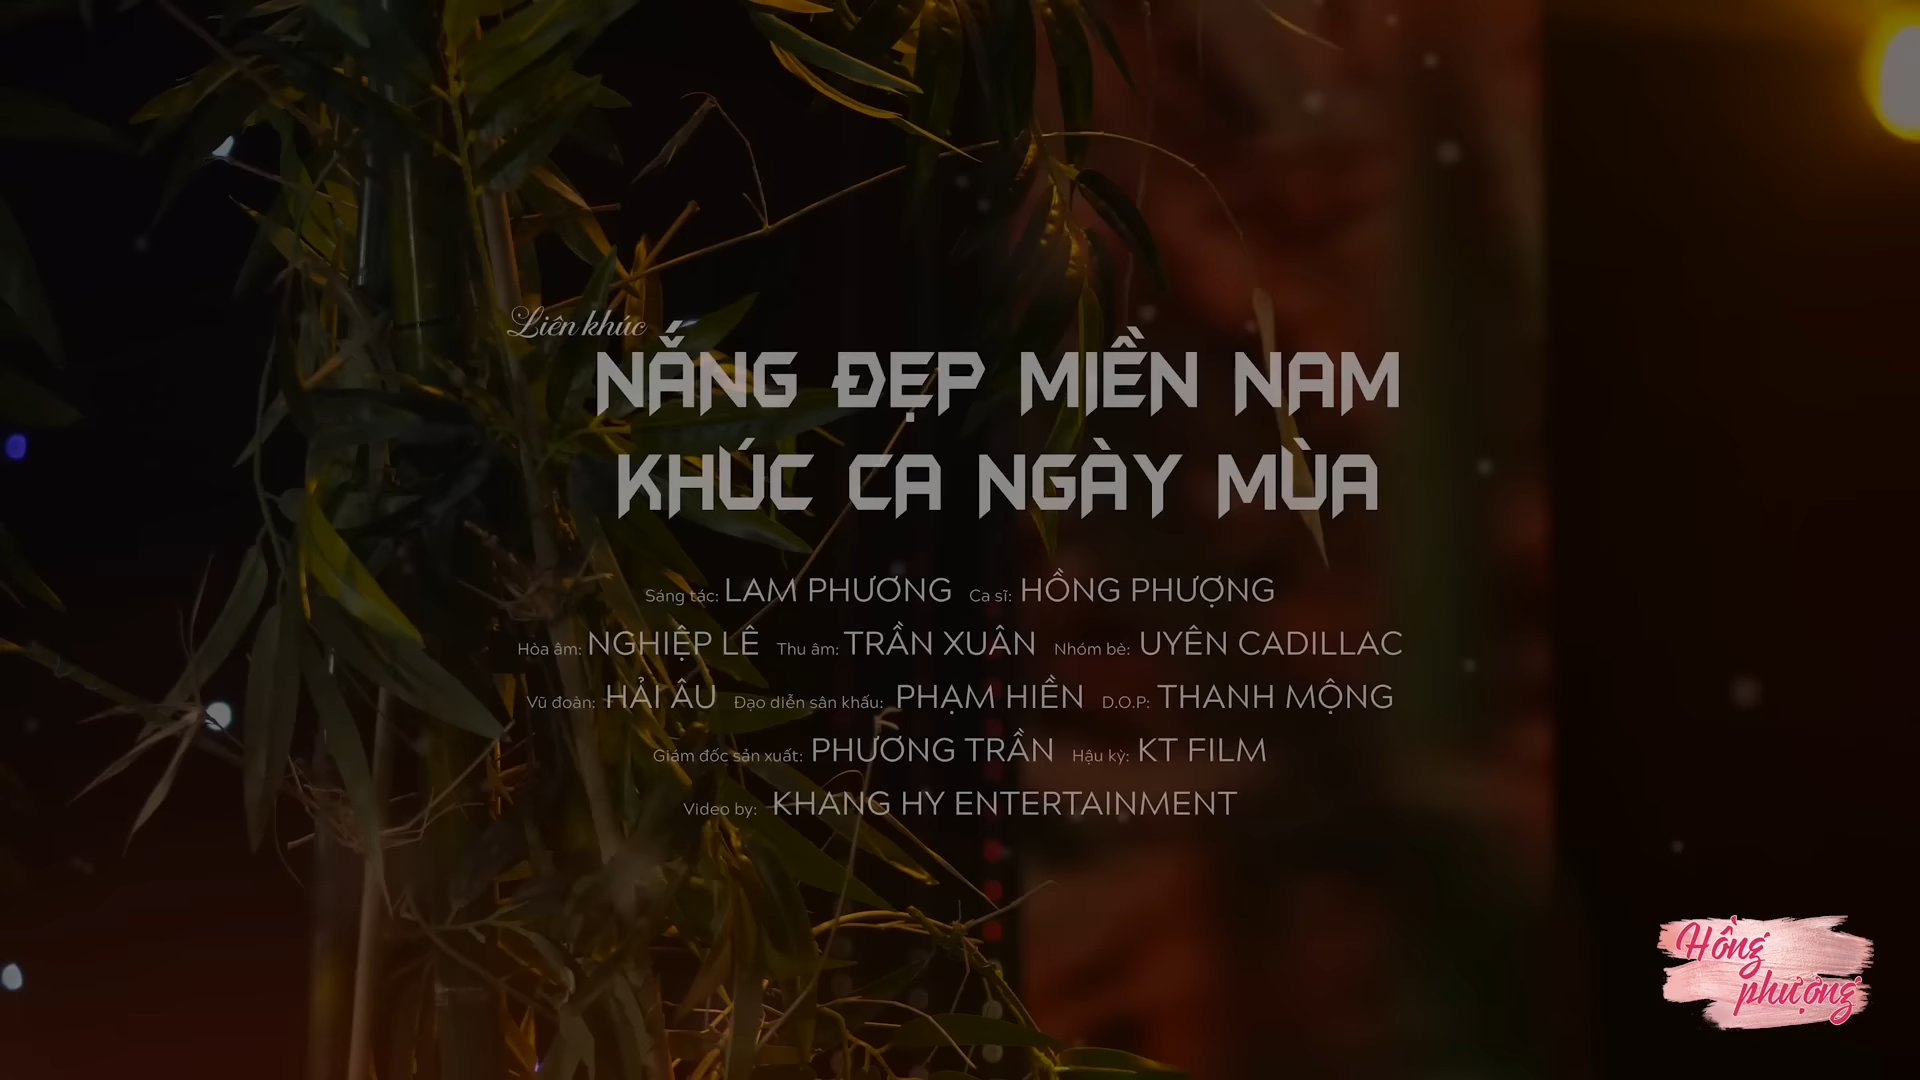 Liên khúc
NẮNG ĐẸP MIỀN NAM
KHÚC CA NGÀY MÙA
Sáng tác: LAM PHƯƠNG Ca sĩ: HỒNG PHƯỢNG
Hòa âm: NGHIỆP LÊ Thu âm: TRẦN XUÂN Nhóm bè: UYÊN CADILLAC
Vũ đoàn: HẢI ÂU Đạo diễn sân khấu: PHẠM HIỀN D.O.P: THANH MỘNG
Giám đốc sản xuất: PHƯƠNG TRẦN Hậu kỳ: KT FILM
Video by: KHANG HY ENTERTAINMENT
Hồng
phượng